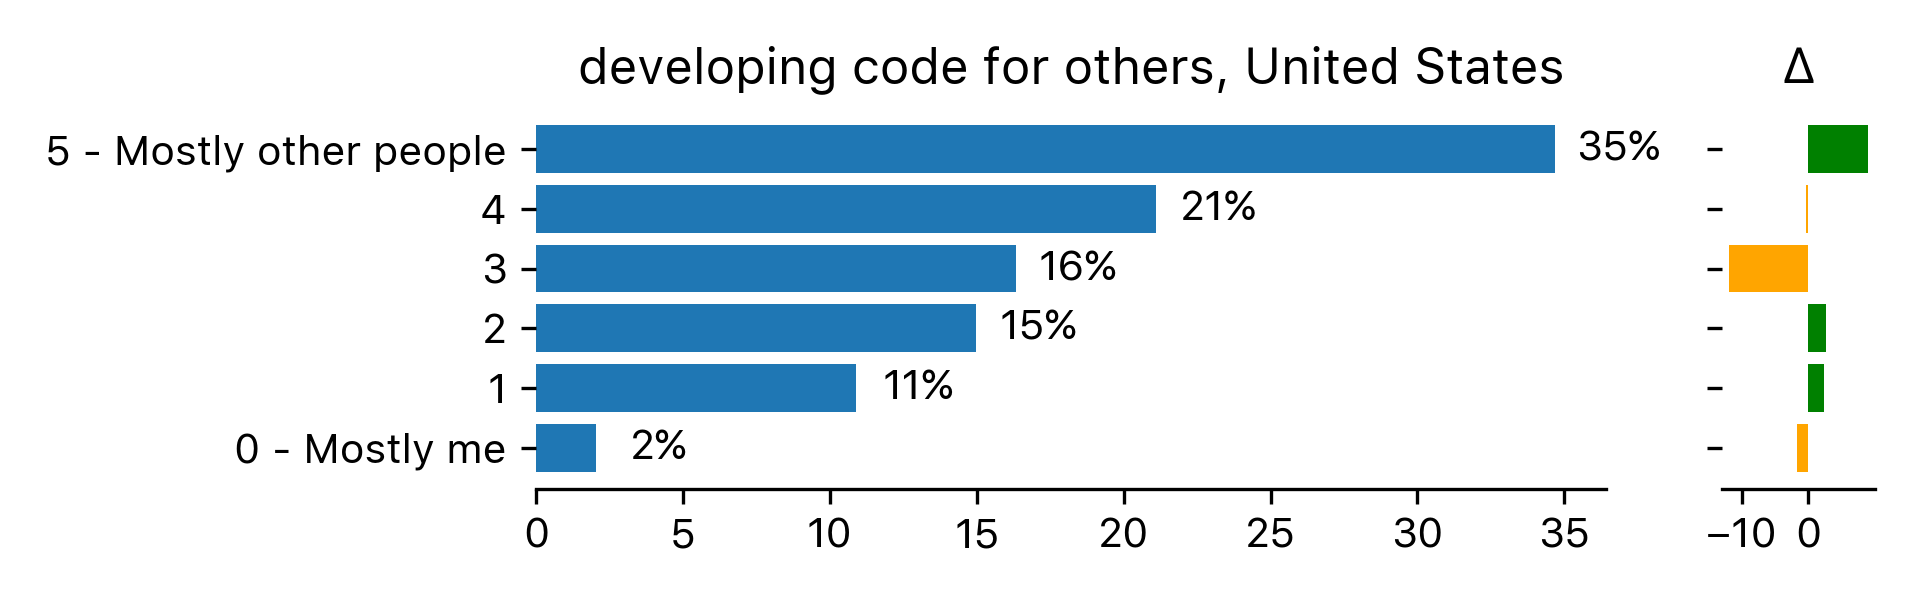 developing code for others, United States
Δ
5 - Mostly other people
35%
4
21%
3
16%
2
15%
1
11%
0 - Mostly me
2%
0 5 10 15 20 25 30 35
−10 0